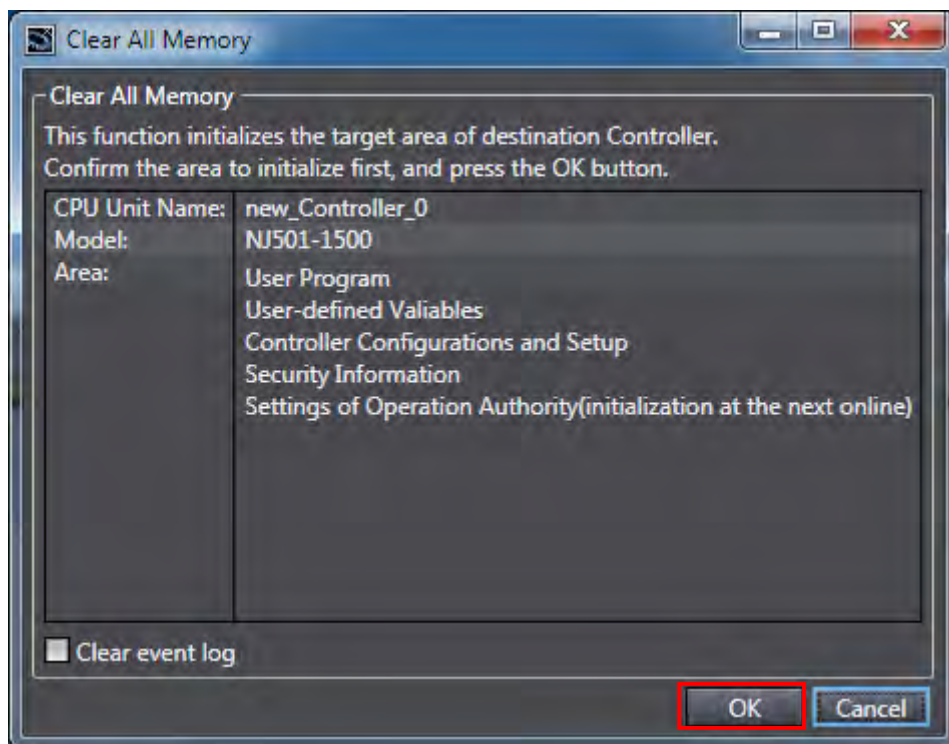 Clear All Memory
Clear All Memory
This function initializes the target area of destination Controller.
Confirm the area to initialize first, and press the OK button.
CPU Unit Name: new_Controller_0
Model: NJ501-1500
Area: User Program
User-defined Valiables
Controller Configurations and Setup
Security Information
Settings of Operation Authority(initialization at the next online)
Clear event log
OK Cancel